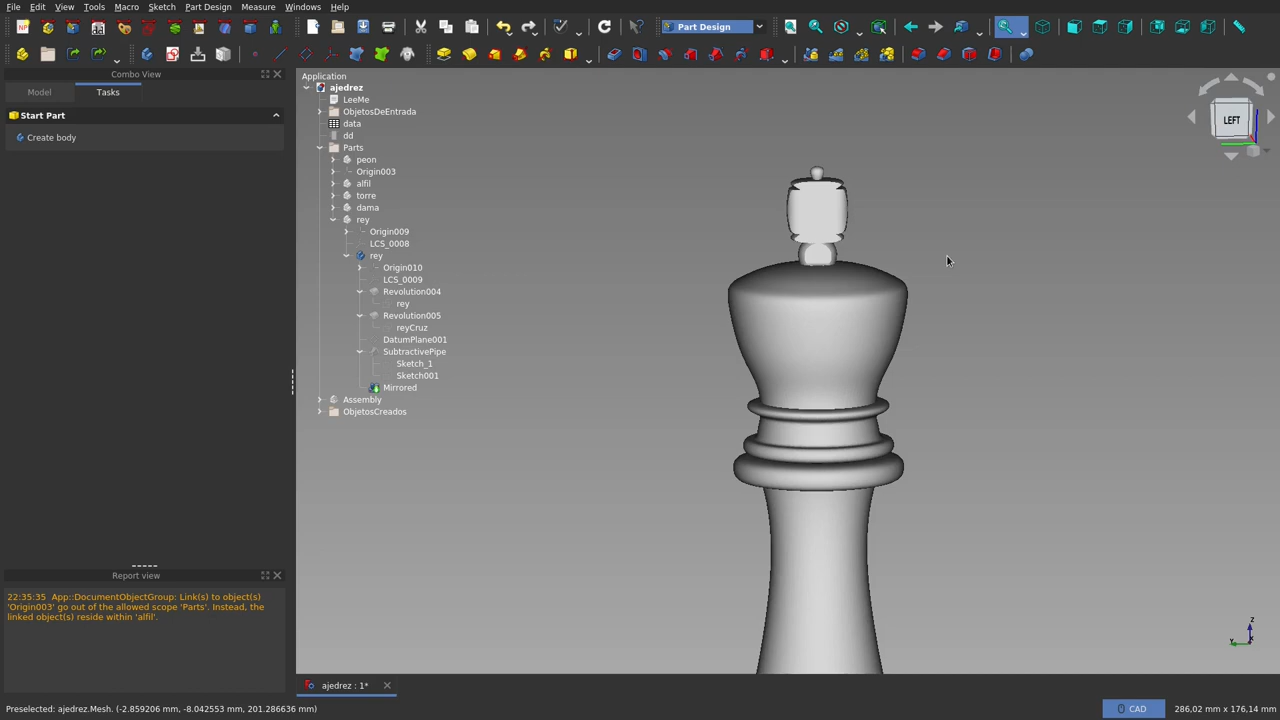 File Edit View Tools Macro Sketch Part Design Measure Windows Help
Part Design
Combo View
Model Tasks
Start Part
Create body
Report view
22:35:35 App::DocumentObjectGroup: Link(s) to object(s)
'Origin003' go out of the allowed scope 'Parts'. Instead, the
linked object(s) reside within 'alfil'.
Application
ajedrez
LeeMe
ObjetosDeEntrada
data
dd
Parts
peon
Origin003
alfil
torre
dama
rey
Origin009
LCS_0008
rey
Origin010
LCS_0009
Revolution004
rey
Revolution005
reyCruz
DatumPlane001
SubtractivePipe
Sketch_1
Sketch001
Mirrored
Assembly
ObjetosCreados
LEFT
Z
Y
ajedrez : 1*
Preselected: ajedrez.Mesh. (-2.859206 mm, -8.042553 mm, 201.286636 mm)
CAD
286,02 mm x 176,14 mm